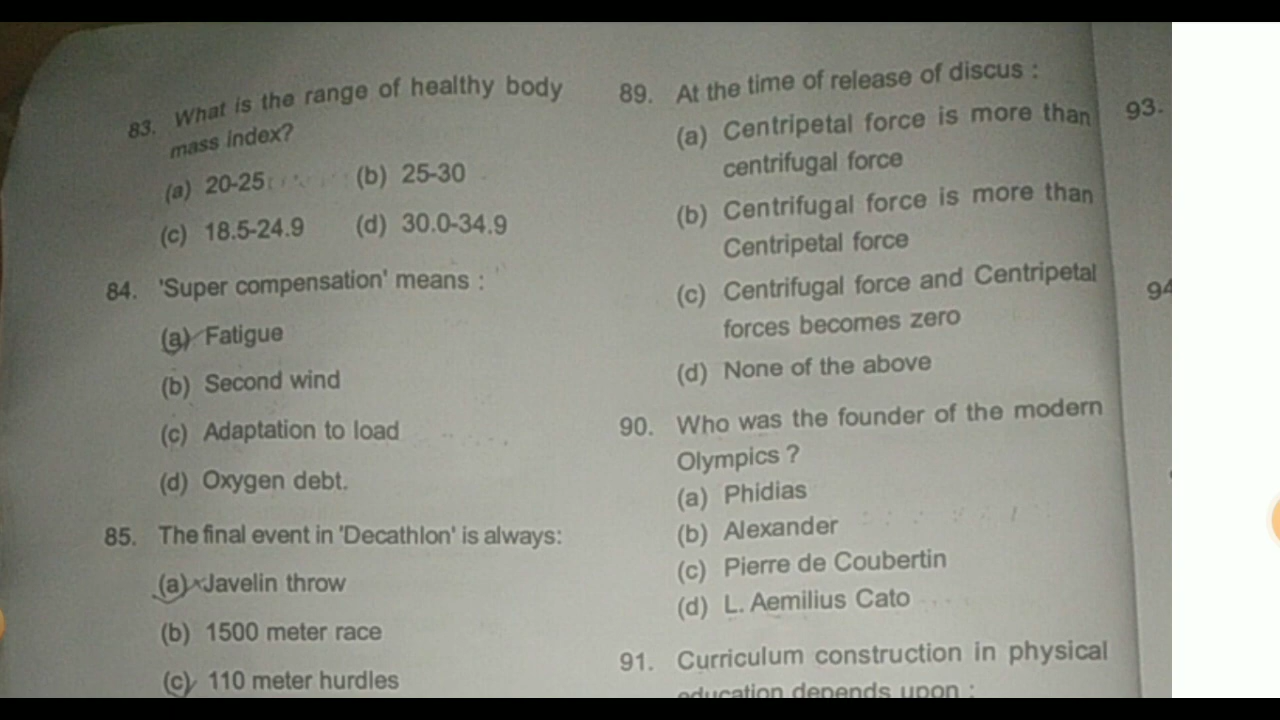 83. What is the range of healthy body
mass index?
(a) 20-25 (b) 25-30
(c) 18.5-24.9 (d) 30.0-34.9
84. 'Super compensation' means :
(a) Fatigue
(b) Second wind
(c) Adaptation to load
(d) Oxygen debt.
85. The final event in 'Decathlon' is always:
(a) Javelin throw
(b) 1500 meter race
(c) 110 meter hurdles
89. At the time of release of discus :
(a) Centripetal force is more than
centrifugal force
(b) Centrifugal force is more than
Centripetal force
(c) Centrifugal force and Centripetal
forces becomes zero
(d) None of the above
90. Who was the founder of the modern
Olympics ?
(a) Phidias
(b) Alexander
(c) Pierre de Coubertin
(d) L. Aemilius Cato
91. Curriculum construction in physical
education depends upon :
93.
94